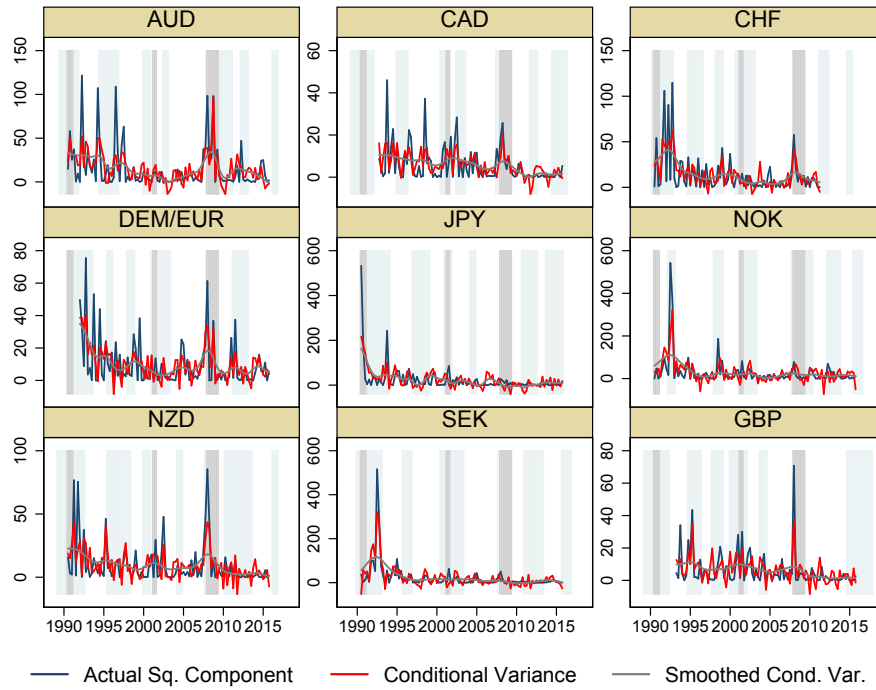 AUD CAD CHF
150 60 150
100 40 100
50 20 50
0 0 0
DEM/EUR JPY NOK
80 600 600
60 400 400
40 200 200
20 0 0
0
NZD SEK GBP
100 600 80
50 400 60
0 200 40
0 20
0
1990 1995 2000 2005 2010 2015 1990 1995 2000 2005 2010 2015 1990 1995 2000 2005 2010 2015
Actual Sq. Component Conditional Variance Smoothed Cond. Var.